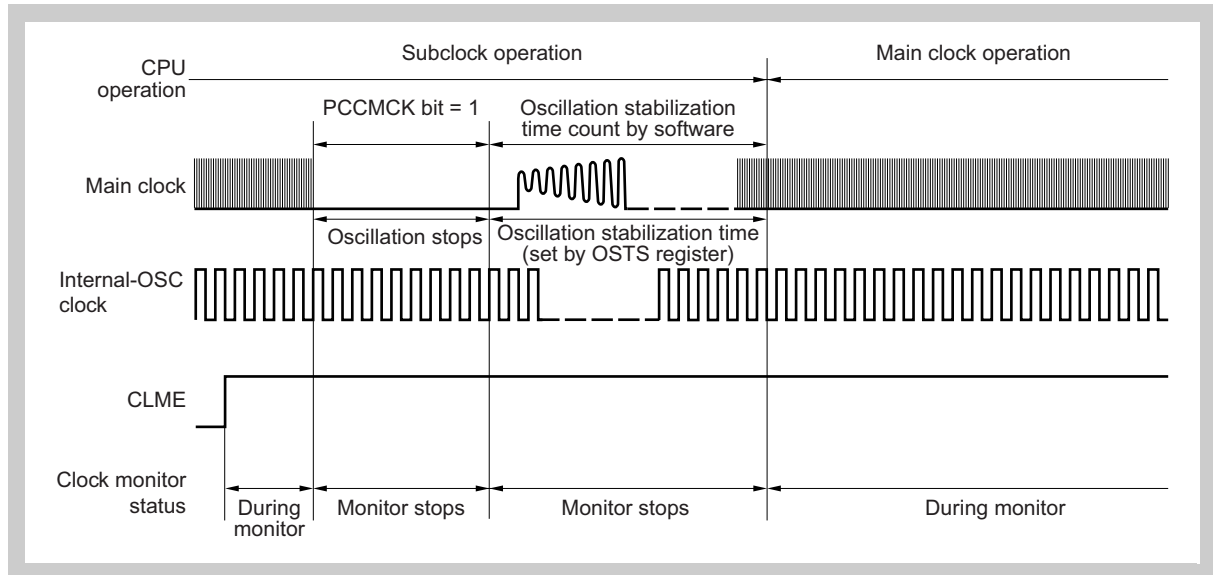 CPU
operation
Subclock operation
Main clock operation
PCCMCK bit = 1
Oscillation stabilization
time count by software
Main clock
Oscillation stops
Oscillation stabilization time
(set by OSTS register)
Internal-OSC
clock
CLME
Clock monitor
status
During
monitor
Monitor stops
Monitor stops
During monitor